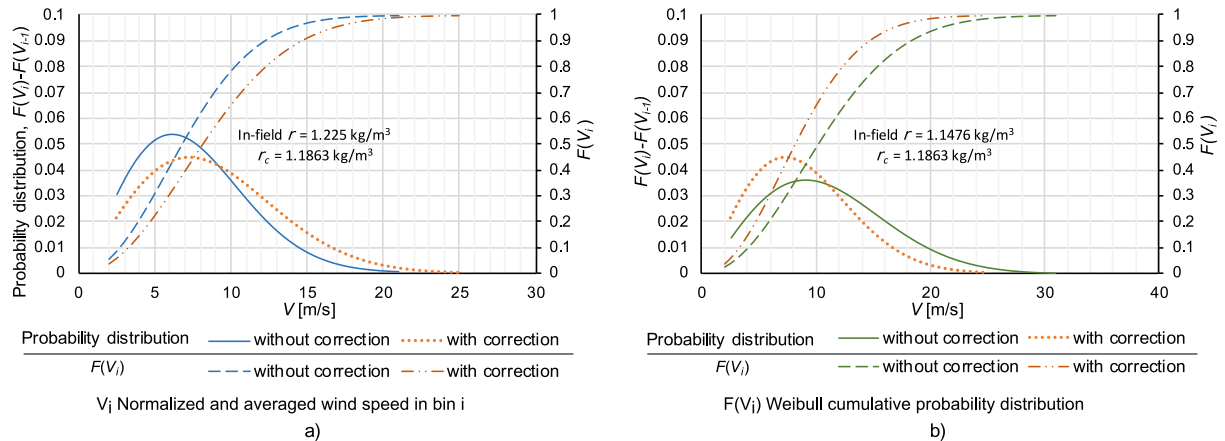 Probability distribution, F(Vi)-F(Vi-1)
0.1
0.09
0.08
0.07
0.06
0.05
0.04
0.03
0.02
0.01
0
1
0.9
0.8
0.7
0.6
0.5
0.4
0.3
0.2
0.1
0
F(Vi)
In-field r = 1.225 kg/m³
rc = 1.1863 kg/m³
0 5 10 15 20 25 30
V [m/s]
Probability distribution without correction with correction
F(Vi) without correction with correction
Vi Normalized and averaged wind speed in bin i
a)
F(Vi)-F(Vi-1)
0.1
0.09
0.08
0.07
0.06
0.05
0.04
0.03
0.02
0.01
0
1
0.9
0.8
0.7
0.6
0.5
0.4
0.3
0.2
0.1
0
F(Vi)
In-field r = 1.1476 kg/m³
rc = 1.1863 kg/m³
0 10 20 30 40
V [m/s]
Probability distribution without correction with correction
F(Vi) without correction with correction
F(Vi) Weibull cumulative probability distribution
b)